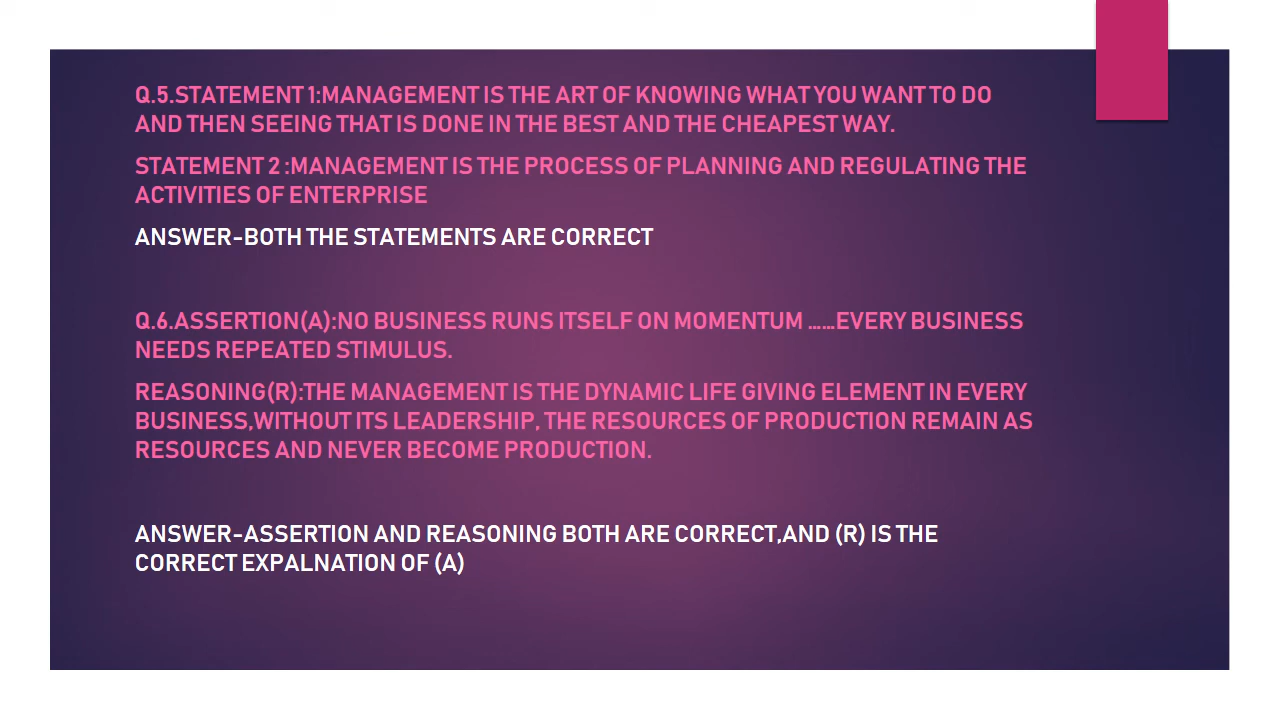 Q.5.STATEMENT 1:MANAGEMENT IS THE ART OF KNOWING WHAT YOU WANT TO DO
AND THEN SEEING THAT IS DONE IN THE BEST AND THE CHEAPEST WAY.
STATEMENT 2 :MANAGEMENT IS THE PROCESS OF PLANNING AND REGULATING THE
ACTIVITIES OF ENTERPRISE
ANSWER-BOTH THE STATEMENTS ARE CORRECT
Q.6.ASSERTION(A):NO BUSINESS RUNS ITSELF ON MOMENTUM ......EVERY BUSINESS
NEEDS REPEATED STIMULUS.
REASONING(R):THE MANAGEMENT IS THE DYNAMIC LIFE GIVING ELEMENT IN EVERY
BUSINESS,WITHOUT ITS LEADERSHIP, THE RESOURCES OF PRODUCTION REMAIN AS
RESOURCES AND NEVER BECOME PRODUCTION.
ANSWER-ASSERTION AND REASONING BOTH ARE CORRECT,AND (R) IS THE
CORRECT EXPALNATION OF (A)